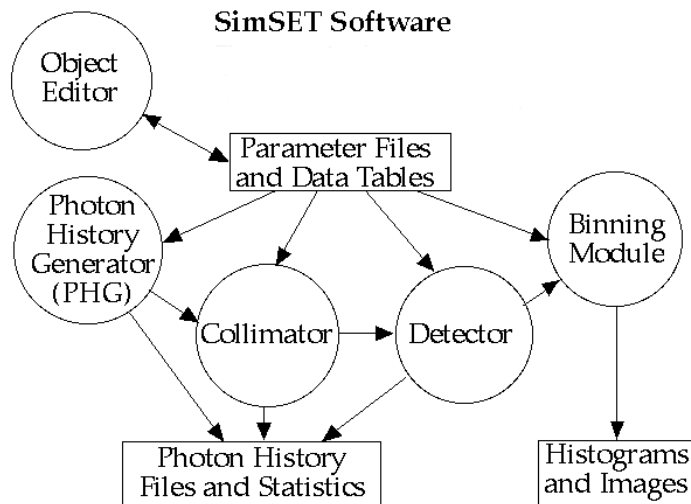 SimSET Software
Object
Editor
Parameter Files
and Data Tables
Photon
History
Generator
(PHG)
Binning
Module
Collimator
Detector
Photon History
Files and Statistics
Histograms
and Images